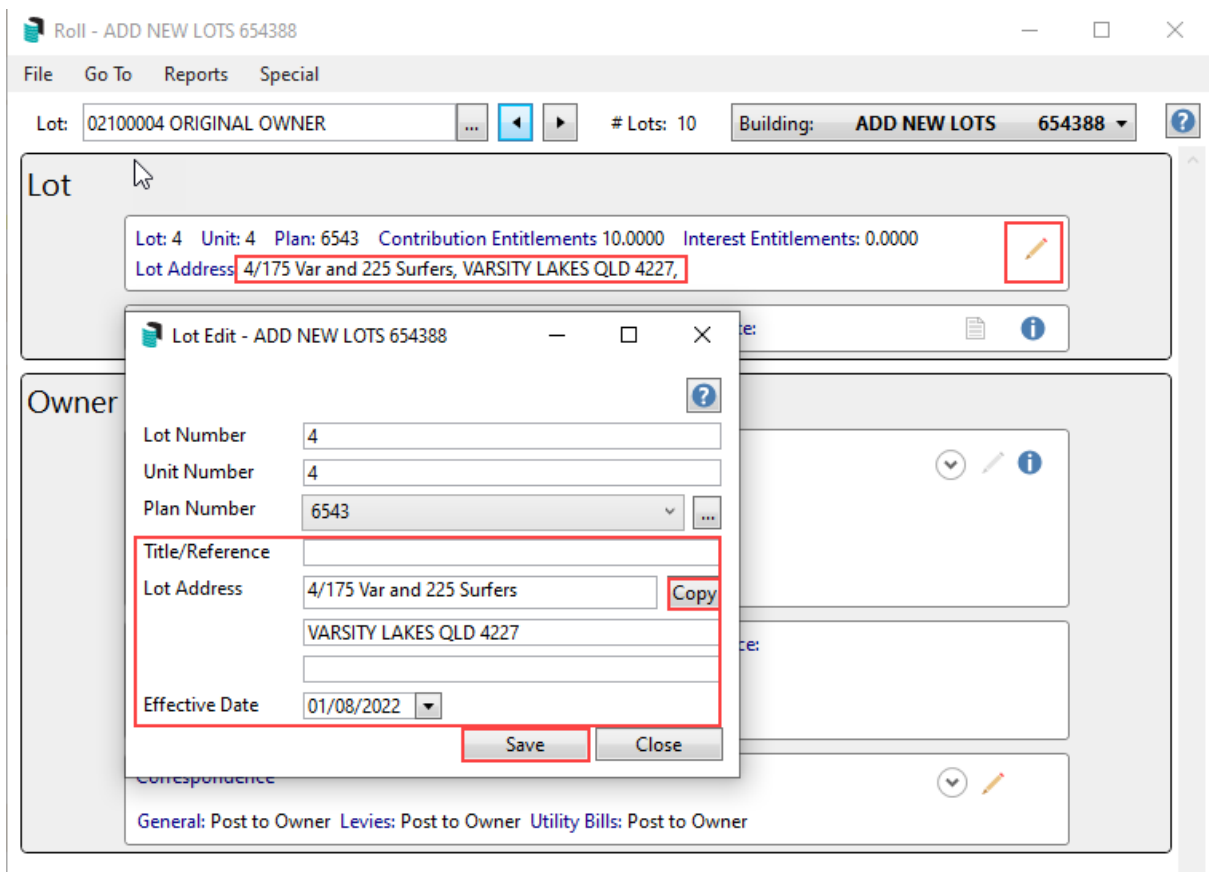 Roll - ADD NEW LOTS 654388
File Go To Reports Special
Lot: 02100004 ORIGINAL OWNER ... # Lots: 10 Building: ADD NEW LOTS 654388
Lot
Lot: 4 Unit: 4 Plan: 6543 Contribution Entitlements 10.0000 Interest Entitlements: 0.0000
Lot Address 4/175 Var and 225 Surfers, VARSITY LAKES QLD 4227,
Lot Edit - ADD NEW LOTS 654388
Owner
Lot Number 4
Unit Number 4
Plan Number 6543 ...
Title/Reference
Lot Address 4/175 Var and 225 Surfers Copy
VARSITY LAKES QLD 4227
Effective Date 01/08/2022
Save Close
Correspondence
General: Post to Owner Levies: Post to Owner Utility Bills: Post to Owner